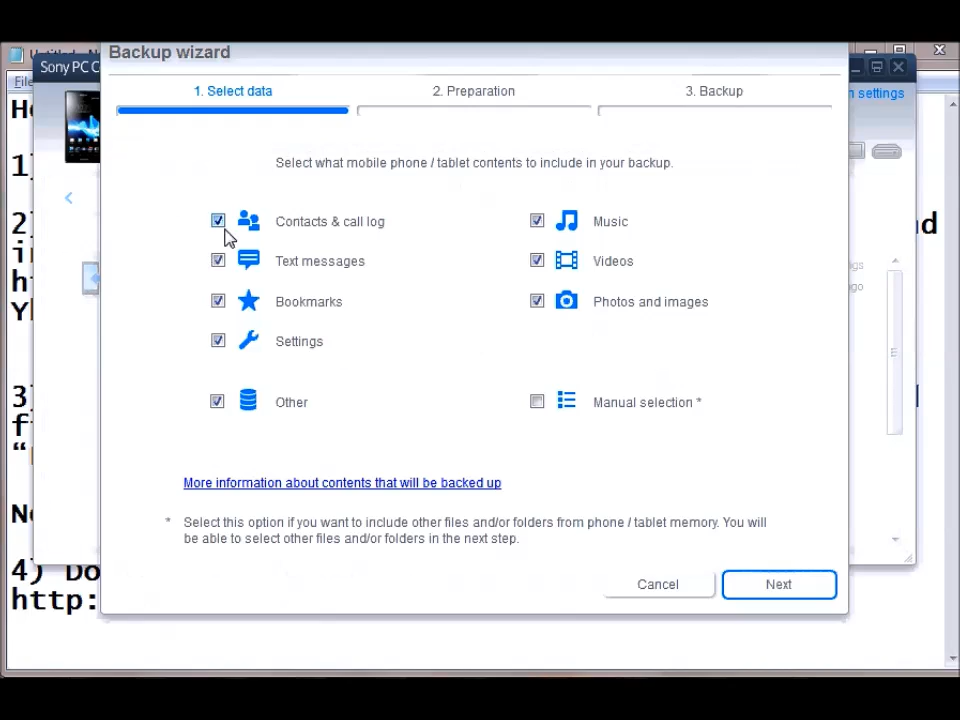 Backup wizard
Sony PC C
File
n settings
1. Select data
2. Preparation
3. Backup
Select what mobile phone / tablet contents to include in your backup.
Contacts & call log
Music
Text messages
Videos
Bookmarks
Photos and images
Settings
Other
Manual selection *
More information about contents that will be backed up
* Select this option if you want to include other files and/or folders from phone / tablet memory. You will
be able to select other files and/or folders in the next step.
Cancel
Next
1)
2)
nd
3)
4) Do
http: